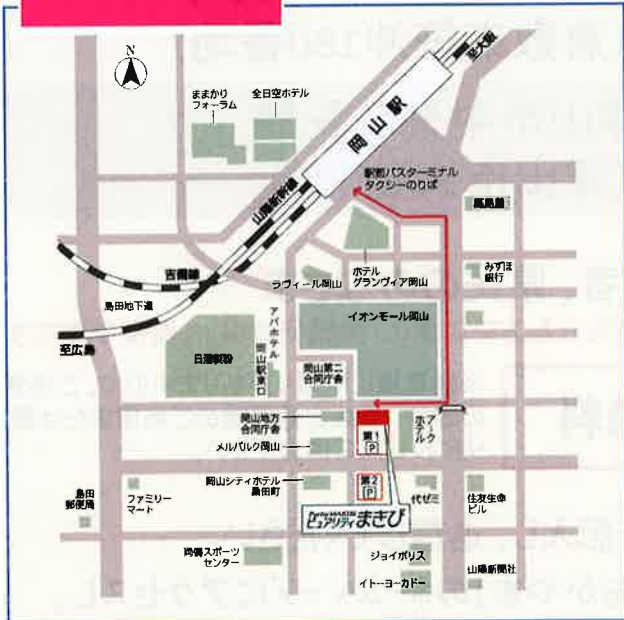 N
至大阪
ままかり
フォーラム
全日空ホテル
岡山駅
駅前バスターミナル
タクシーのりば
山陽新幹線
高島屋
吉備線
島田地下道
ラヴィール岡山
ホテル
グランヴィア岡山
みずほ
銀行
至広島
日清製粉
アパホテル
岡山駅東口
イオンモール岡山
岡山第二
合同庁舎
岡山地方
合同庁舎
第1
P
アーク
ホテル
メルパルク岡山
岡山シティホテル
桑田町
第2
P
代ゼミ
住友生命
ビル
島田
郵便局
ファミリー
マート
ピュアリティまきび
両備スポーツ
センター
ジョイポリス
イトーヨーカドー
山陽新聞社